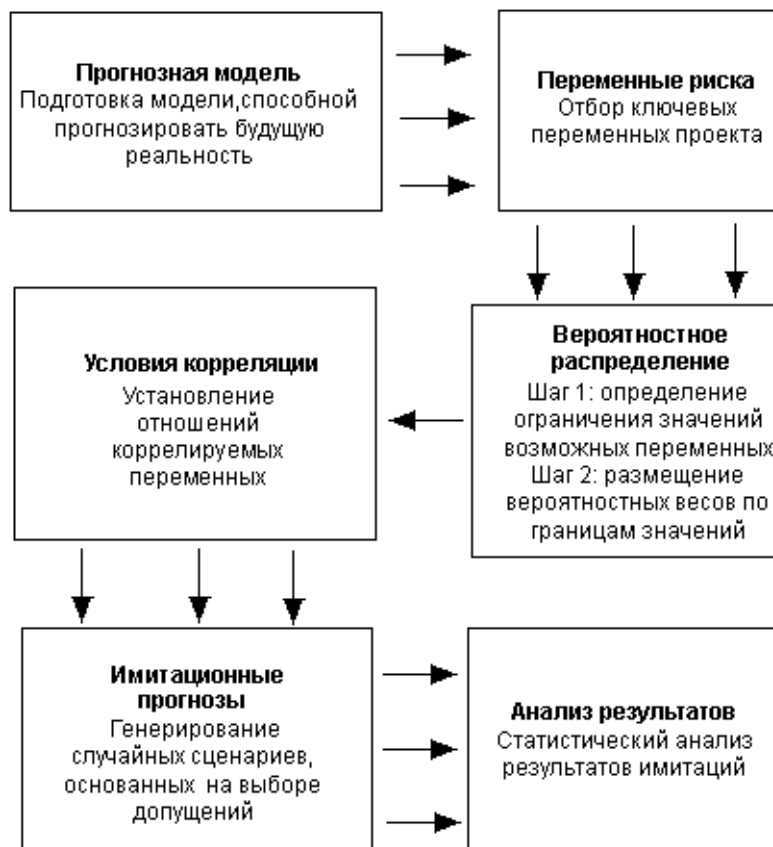 Прогнозная модель
Подготовка модели,способной
прогнозировать будущую
реальность
Переменные риска
Отбор ключевых
переменных проекта
Вероятностное
распределение
Шаг 1: определение
ограничения значений
возможных переменных
Шаг 2: размещение
вероятностных весов по
границам значений
Условия корреляции
Установление
отношений
коррелируемых
переменных
Имитационные
прогнозы
Генерирование
случайных сценариев,
основанных на выборе
допущений
Анализ результатов
Статистический анализ
результатов имитаций